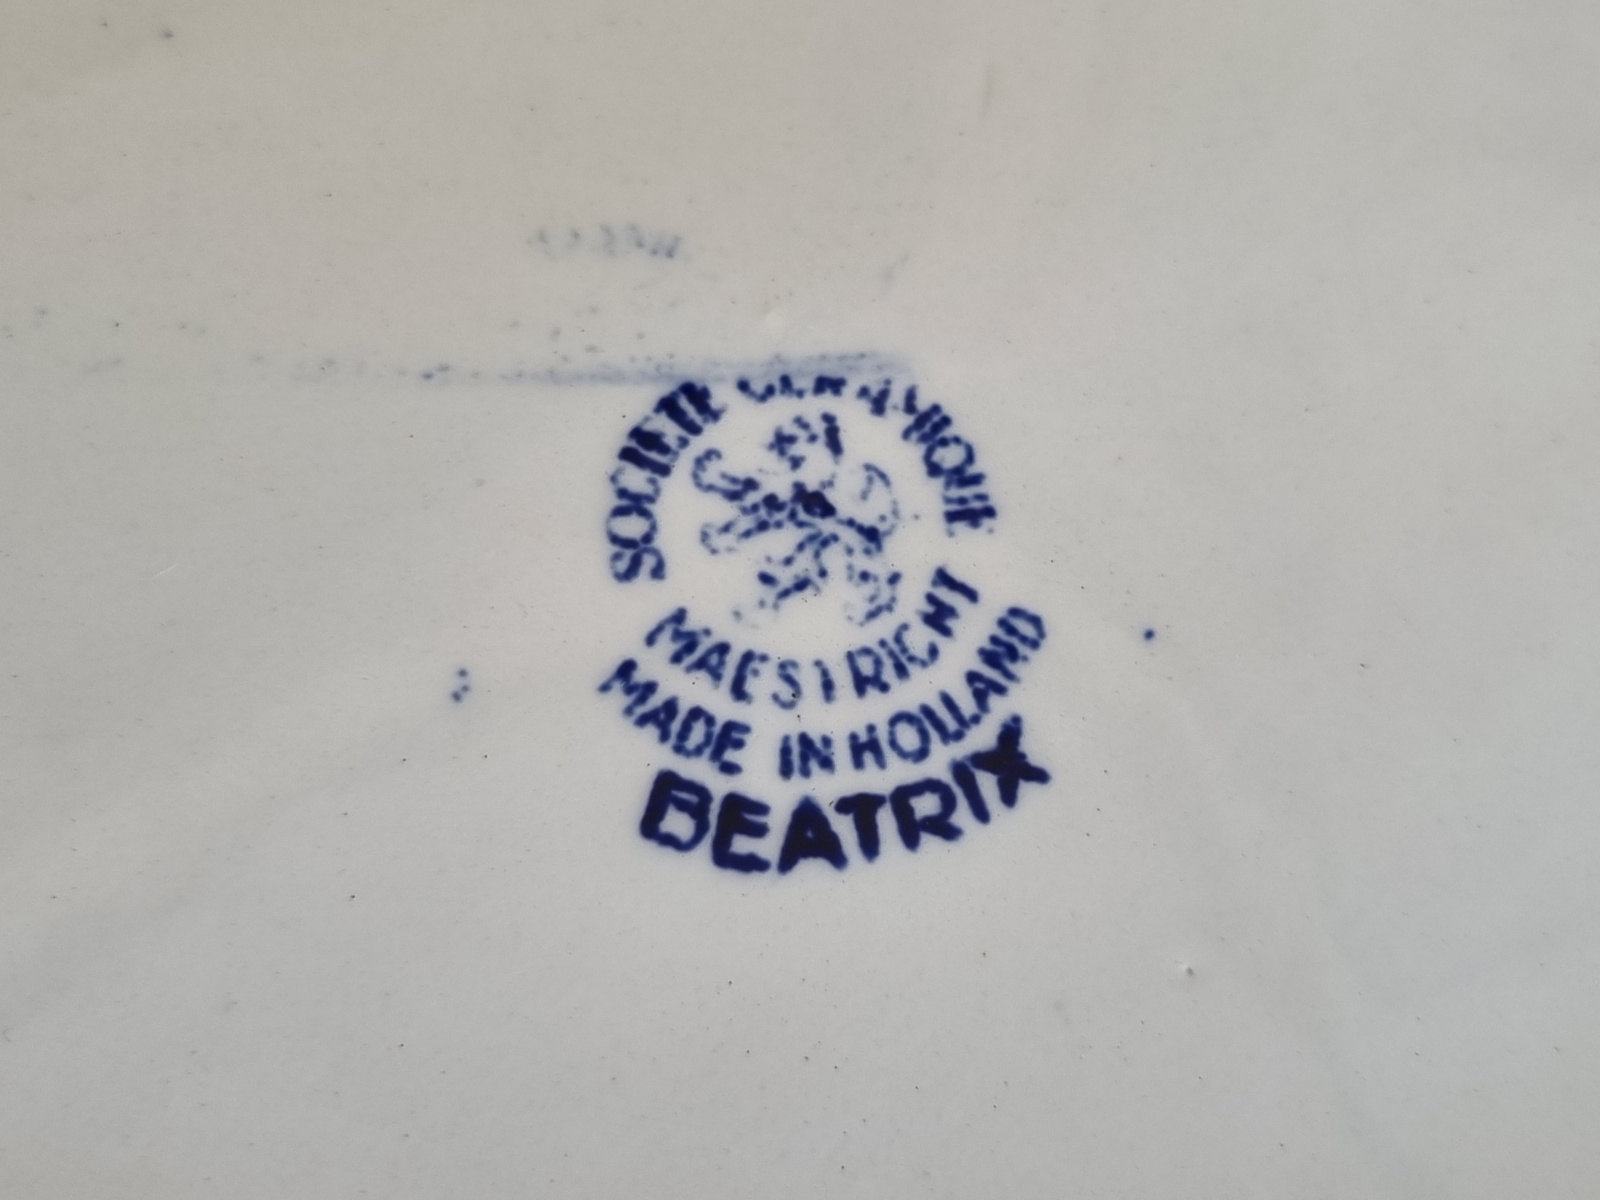 SOCIETE CERAMIQUE
MAESTRICHT
MADE IN HOLLAND
BEATRIX